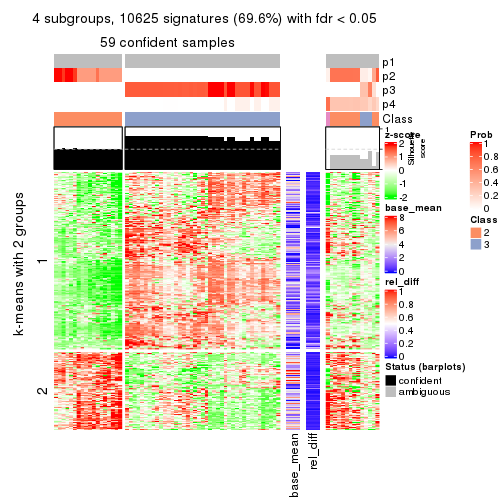 4 subgroups, 10625 signatures (69.6%) with fdr < 0.05
59 confident samples
p1
p2
p3
p4
Class
1
Silhouette
score
k-means with 2 groups
1
2
base_mean
rel_diff
z-score
2
1
0
-1
-2
base_mean
8
6
4
2
0
rel_diff
1
0.8
0.6
0.4
0.2
0
Status (barplots)
confident
ambiguous
Prob
1
0.8
0.6
0.4
0.2
0
Class
2
3